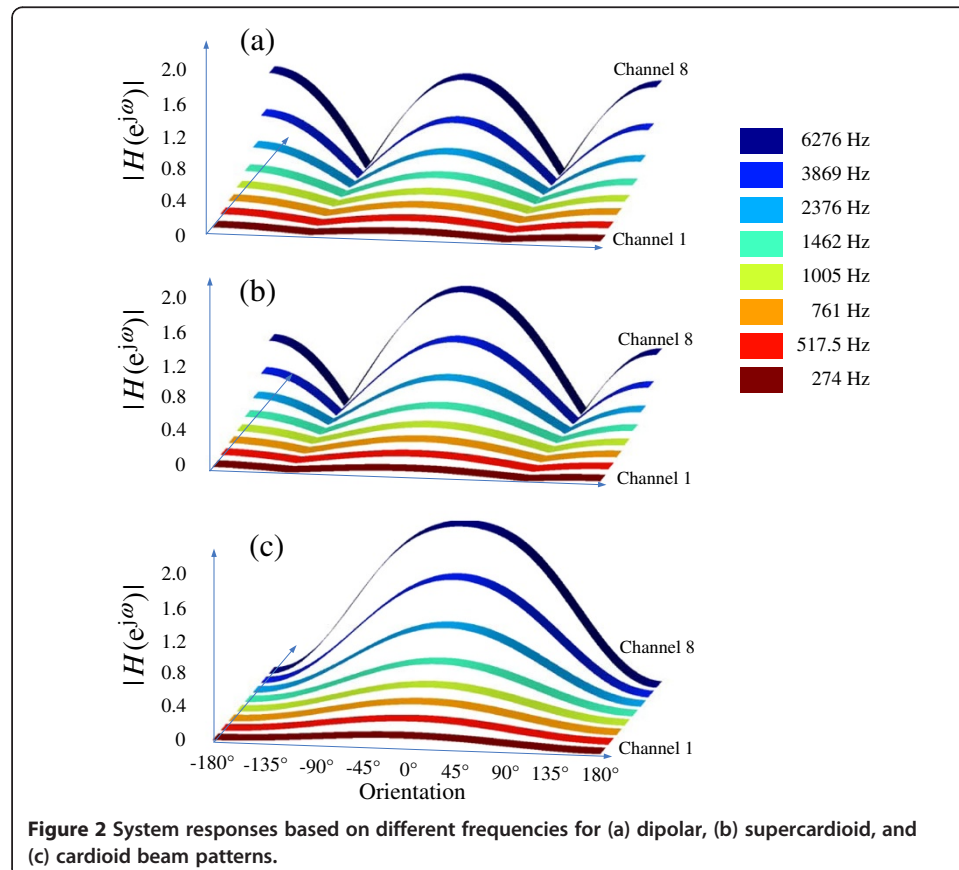 (a)
Channel 8
2.0
1.6
1.2
0.8
0.4
0
|H(e^jω)|
Channel 1
6276 Hz
3869 Hz
2376 Hz
1462 Hz
1005 Hz
761 Hz
517.5 Hz
274 Hz
(b)
Channel 8
2.0
1.6
1.2
0.8
0.4
0
|H(e^jω)|
Channel 1
(c)
Channel 8
2.0
1.6
1.2
0.8
0.4
0
|H(e^jω)|
Channel 1
-180° -135° -90° -45° 0° 45° 90° 135° 180°
Orientation
Figure 2 System responses based on different frequencies for (a) dipolar, (b) supercardioid, and
(c) cardioid beam patterns.